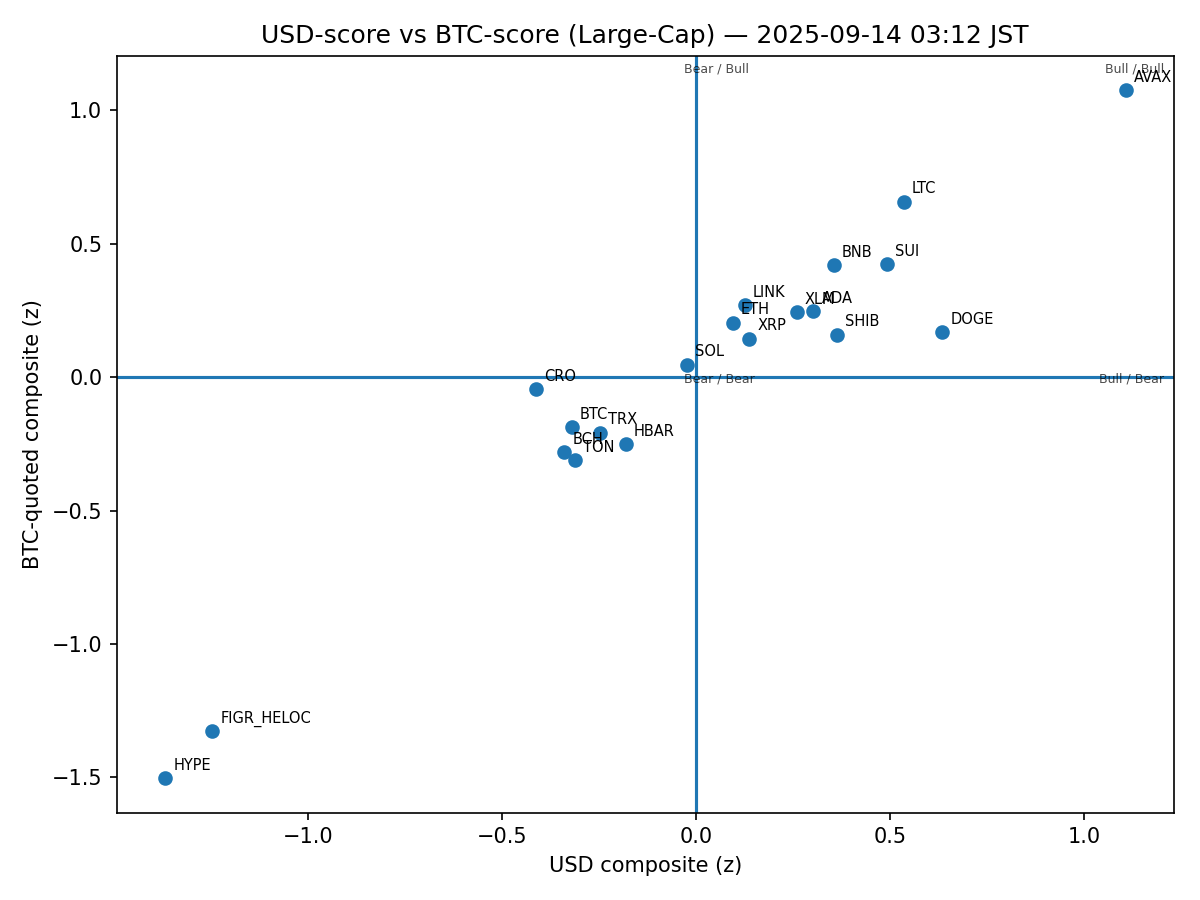 USD-score vs BTC-score (Large-Cap) — 2025-09-14 03:12 JST
Bear / Bull
Bull / Bull
AVAX
1.0
LTC
0.5
BNB
SUI
LINK
XLM
ADA
ETH
SHIB
DOGE
XRP
SOL
0.0
CRO
Bear / Bear
Bull / Bear
BTC
TRX
HBAR
BCH
TON
−0.5
−1.0
FIGR_HELOC
HYPE
−1.5
−1.0
−0.5
0.0
0.5
1.0
USD composite (z)
BTC-quoted composite (z)